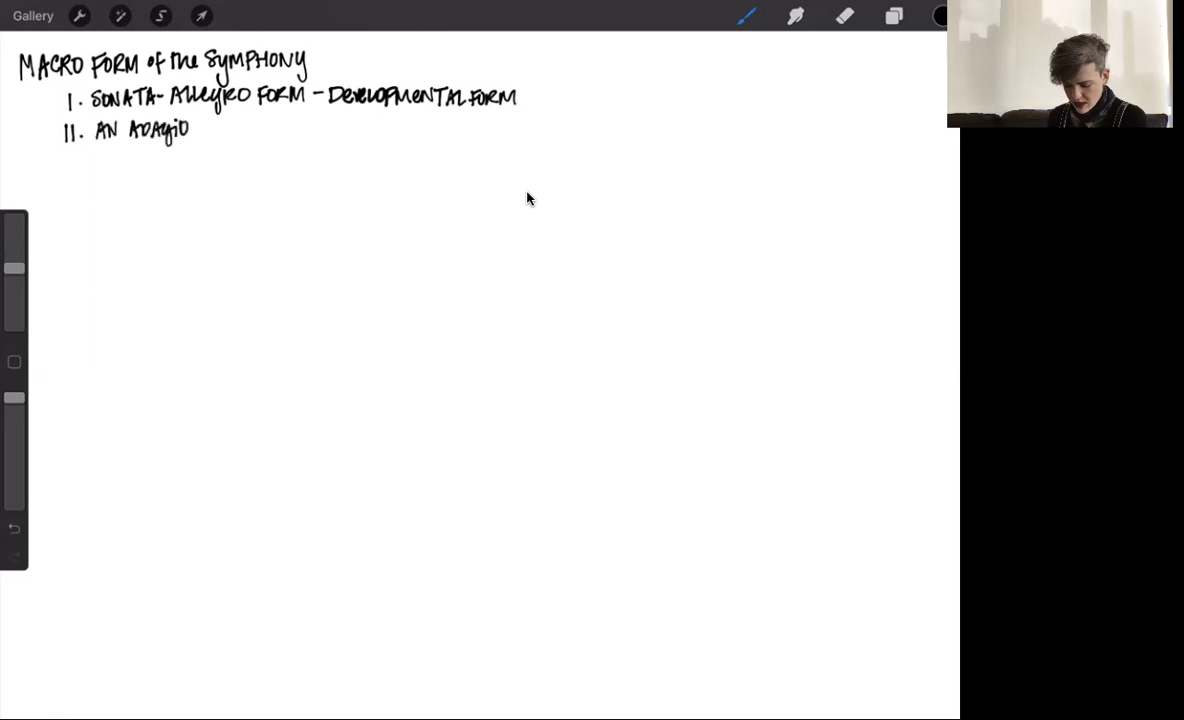 Gallery
MACRO FORM of the SYMPHONY
I. SONATA-AllegRO FORM - DEVELOPMENTAL FORM
II. AN ADAgiO